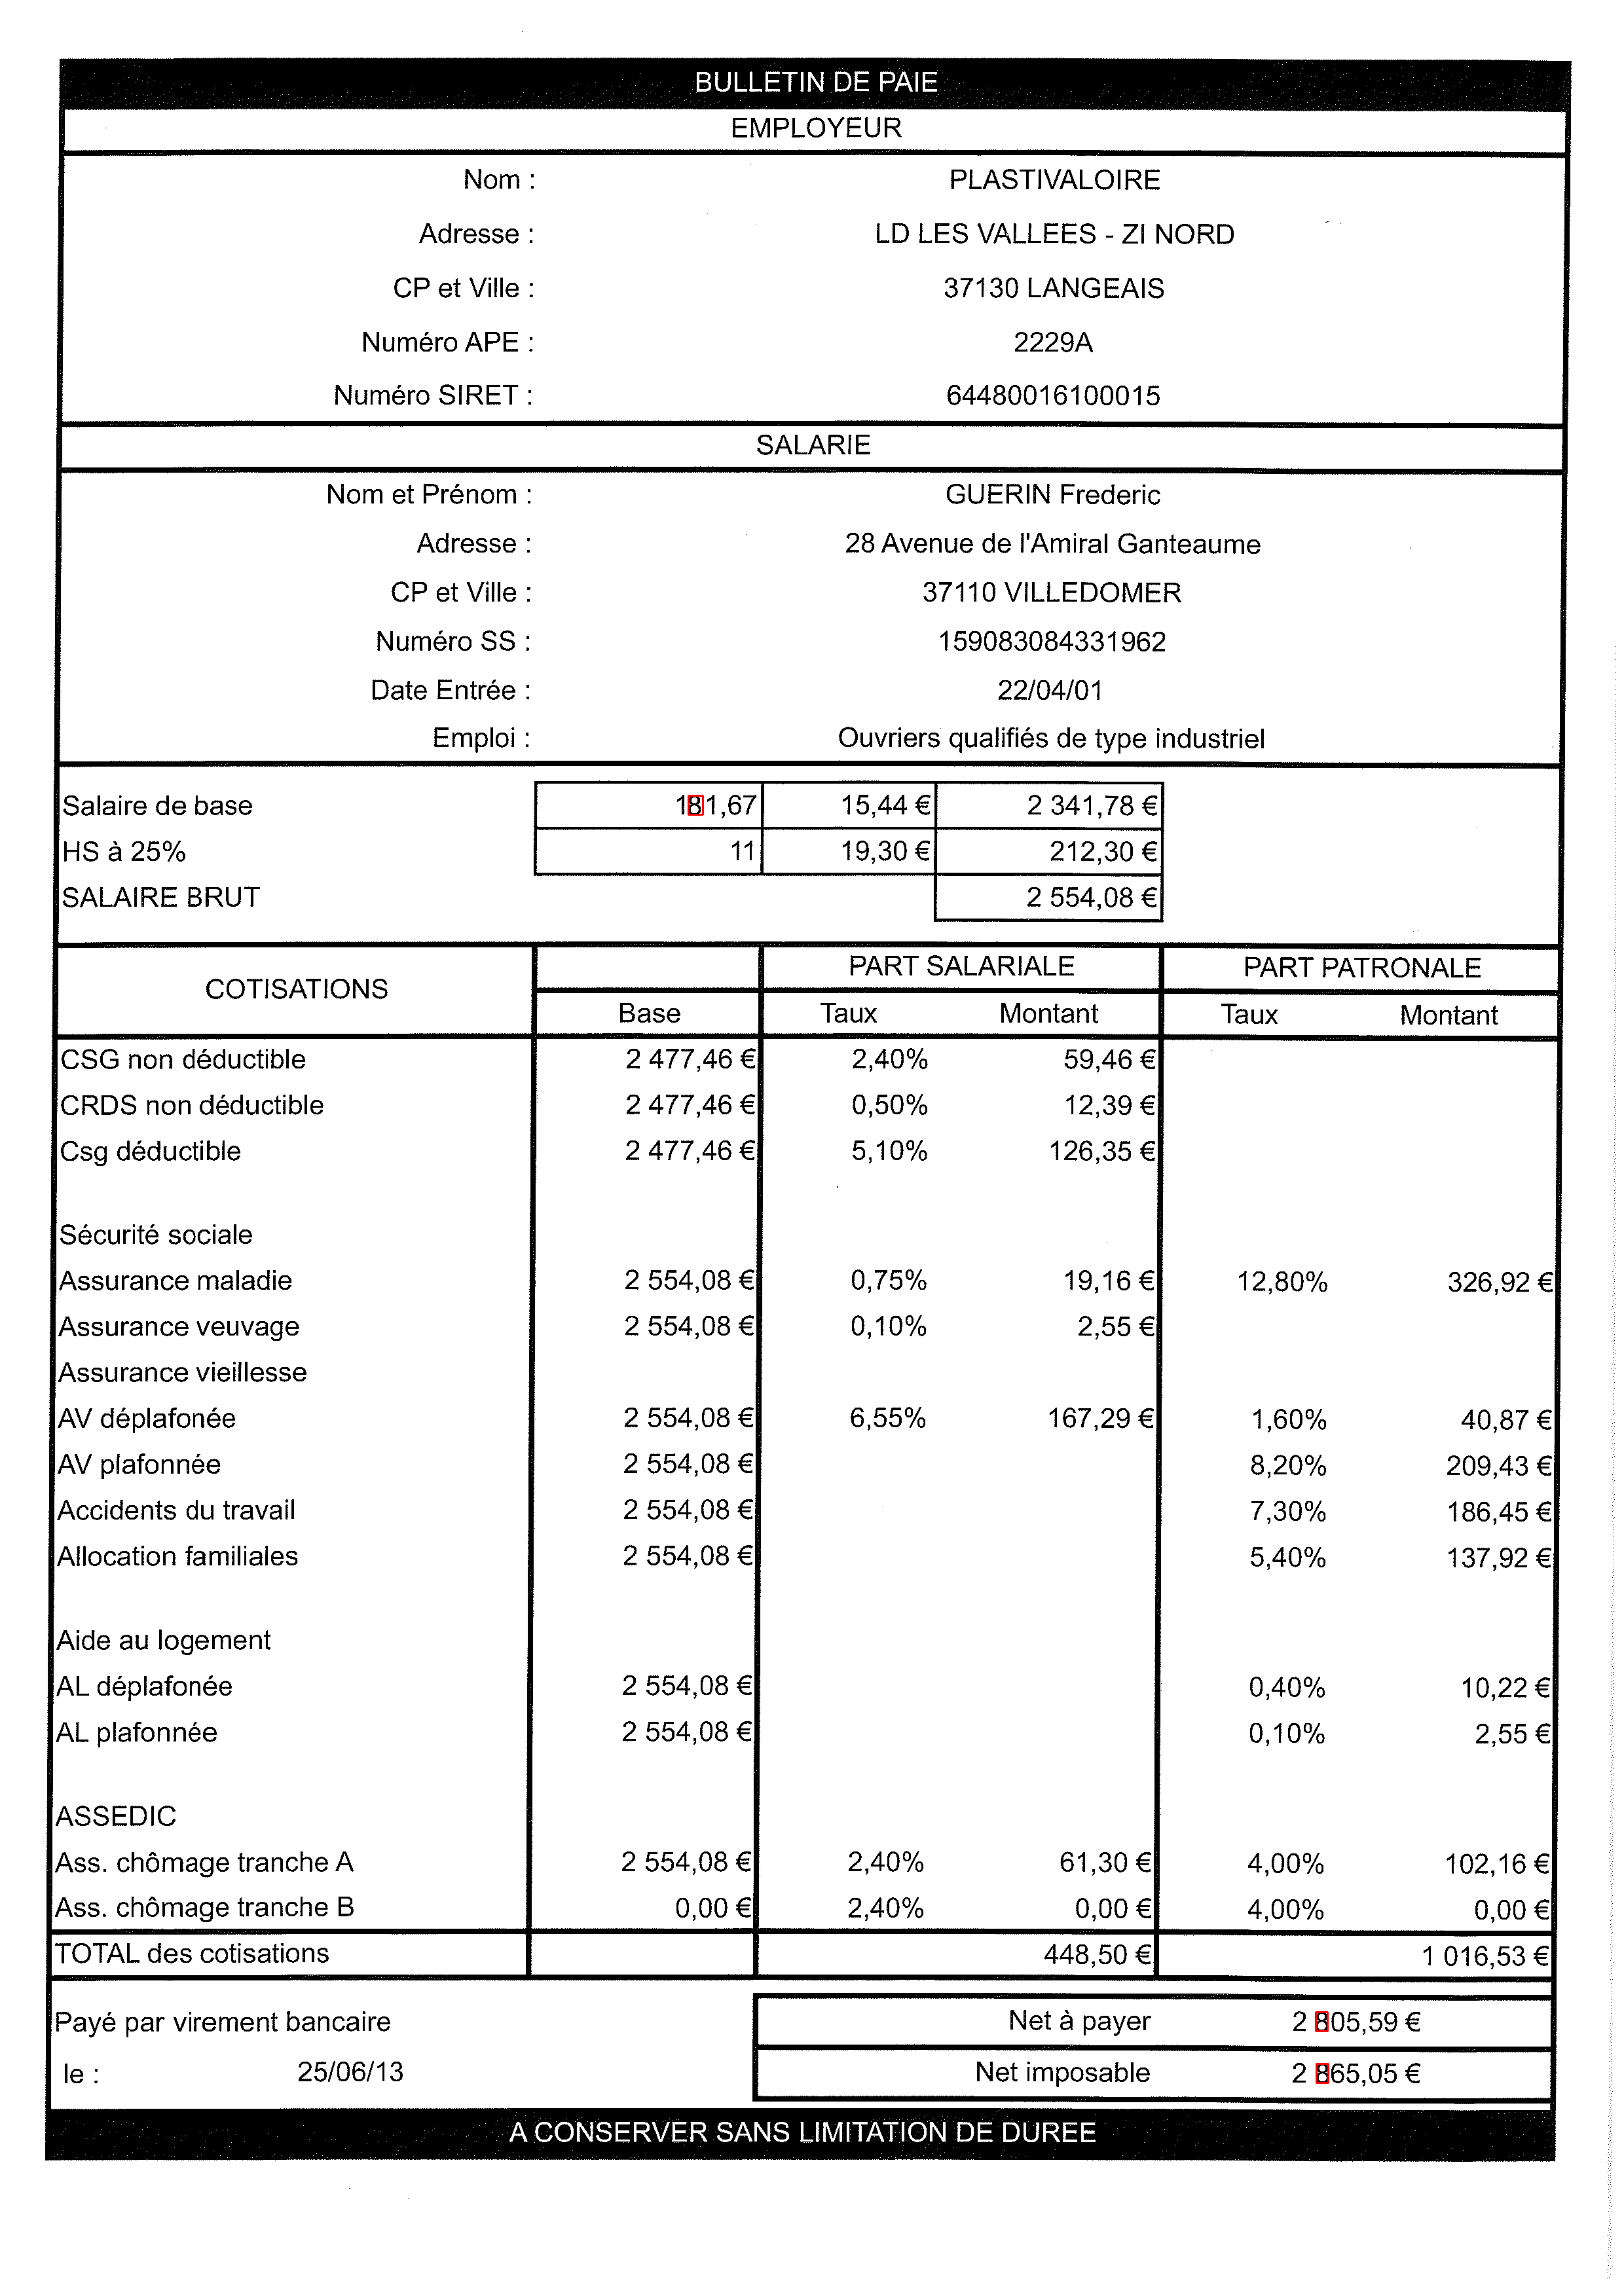 BULLETIN DE PAIE
EMPLOYEUR
Nom : PLASTIVALOIRE
Adresse : LD LES VALLEES - ZI NORD
CP et Ville : 37130 LANGEAIS
Numéro APE : 2229A
Numéro SIRET : 64480016100015
SALARIE
Nom et Prénom : GUERIN Frederic
Adresse : 28 Avenue de l'Amiral Ganteaume
CP et Ville : 37110 VILLEDOMER
Numéro SS : 159083084331962
Date Entrée : 22/04/01
Emploi : Ouvriers qualifiés de type industriel
Salaire de base 181,67 15,44 € 2 341,78 €
HS à 25% 11 19,30 € 212,30 €
SALAIRE BRUT 2 554,08 €
COTISATIONS PART SALARIALE PART PATRONALE
Base Taux Montant Taux Montant
CSG non déductible 2 477,46 € 2,40% 59,46 €
CRDS non déductible 2 477,46 € 0,50% 12,39 €
Csg déductible 2 477,46 € 5,10% 126,35 €
Sécurité sociale
Assurance maladie 2 554,08 € 0,75% 19,16 € 12,80% 326,92 €
Assurance veuvage 2 554,08 € 0,10% 2,55 €
Assurance vieillesse
AV déplafonée 2 554,08 € 6,55% 167,29 € 1,60% 40,87 €
AV plafonnée 2 554,08 € 8,20% 209,43 €
Accidents du travail 2 554,08 € 7,30% 186,45 €
Allocation familiales 2 554,08 € 5,40% 137,92 €
Aide au logement
AL déplafonée 2 554,08 € 0,40% 10,22 €
AL plafonnée 2 554,08 € 0,10% 2,55 €
ASSEDIC
Ass. chômage tranche A 2 554,08 € 2,40% 61,30 € 4,00% 102,16 €
Ass. chômage tranche B 0,00 € 2,40% 0,00 € 4,00% 0,00 €
TOTAL des cotisations 448,50 € 1 016,53 €
Payé par virement bancaire Net à payer 2 805,59 €
le : 25/06/13 Net imposable 2 865,05 €
A CONSERVER SANS LIMITATION DE DUREE